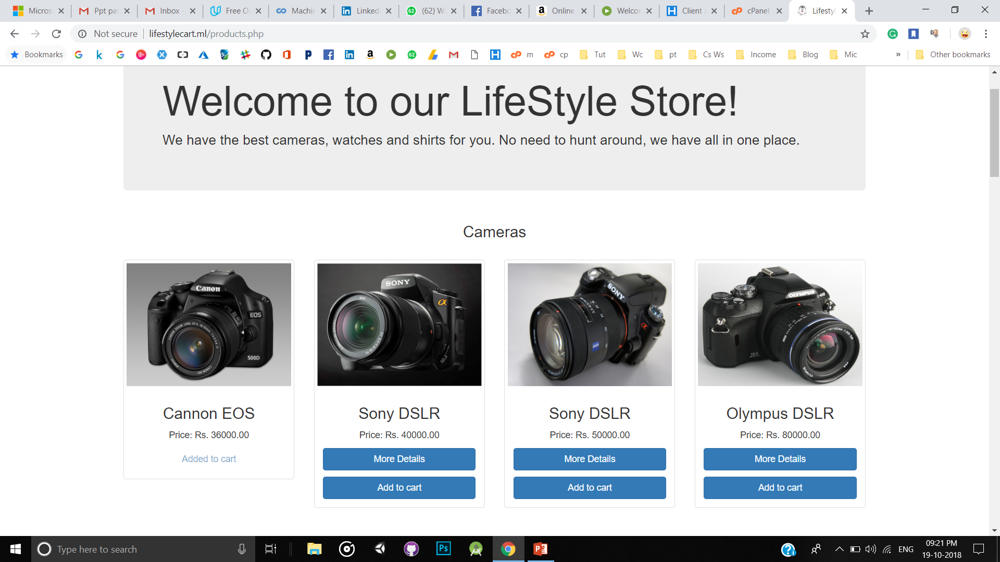 Micros
Ppt pat
Inbox -
Free O
Machin
Linked
(62) W
Facebo
Online
Welcon
Client
cPanel
Lifestyl
Not secure
lifestylecart.ml/products.php
Bookmarks
m
cp
Tut
Wc
pt
Cs Ws
Income
Blog
Mic
»
Other bookmarks
Welcome to our LifeStyle Store!
We have the best cameras, watches and shirts for you. No need to hunt around, we have all in one place.
Cameras
Canon
EOS
500D
SONY
α
SONY
α
OLYMPUS
Cannon EOS
Price: Rs. 36000.00
Added to cart
Sony DSLR
Price: Rs. 40000.00
More Details
Add to cart
Sony DSLR
Price: Rs. 50000.00
More Details
Add to cart
Olympus DSLR
Price: Rs. 80000.00
More Details
Add to cart
Type here to search
Ps
ENG
09:21 PM
19-10-2018